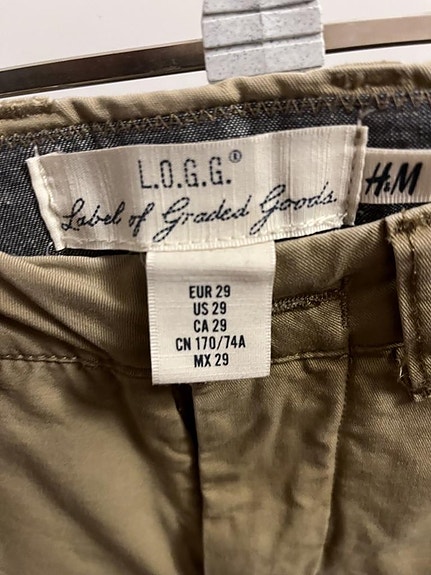 L.O.G.G.®
Label of Graded Goods.
H&M
EUR 29
US 29
CA 29
CN 170/74A
MX 29